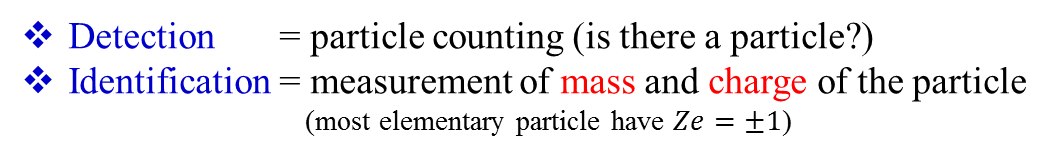 ❖ Detection = particle counting (is there a particle?)
❖ Identification = measurement of mass and charge of the particle
(most elementary particle have Ze = ±1)